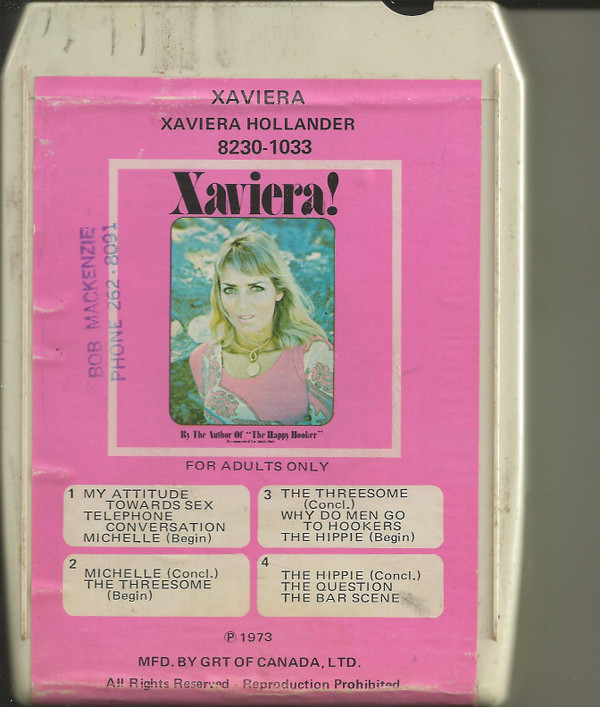 XAVIERA
XAVIERA HOLLANDER
8230-1033
Xaviera!
BOB MACKENZIE
PHONE 262-8091
By The Author Of "The Happy Hooker"
FOR ADULTS ONLY
1 MY ATTITUDE
TOWARDS SEX
TELEPHONE
CONVERSATION
MICHELLE (Begin)
2
MICHELLE (Concl.)
THE THREESOME
(Begin)
3 THE THREESOME
(Concl.)
WHY DO MEN GO
TO HOOKERS
THE HIPPIE (Begin)
4
THE HIPPIE (Concl.)
THE QUESTION
THE BAR SCENE
℗ 1973
MFD. BY GRT OF CANADA, LTD.
All Rights Reserved - Reproduction Prohibited